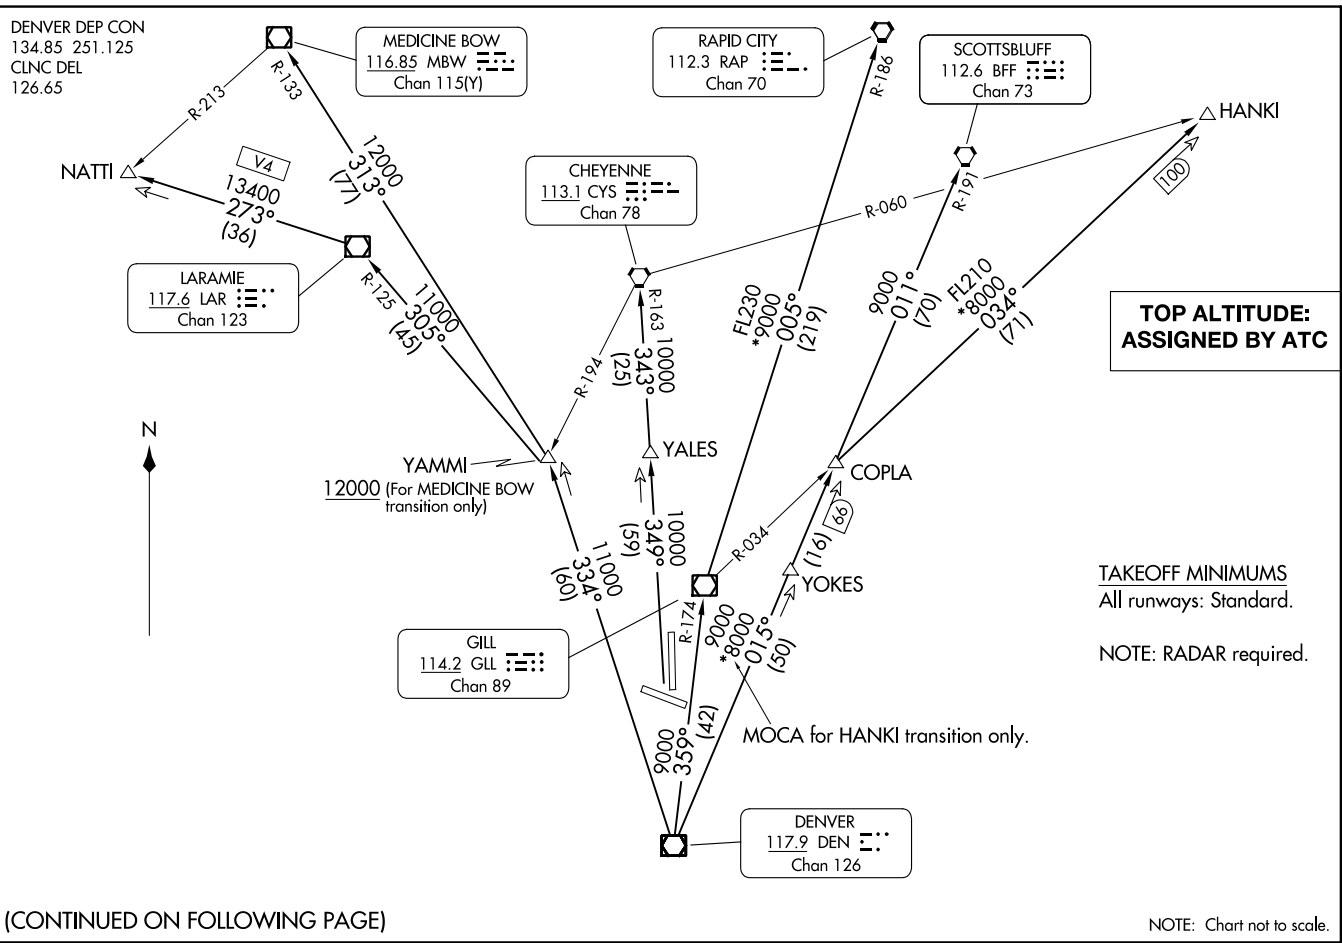 DENVER DEP CON
134.85 251.125
CLNC DEL
126.65
MEDICINE BOW
116.85 MBW
Chan 115(Y)
RAPID CITY
112.3 RAP
Chan 70
SCOTTSBLUFF
112.6 BFF
Chan 73
HANKI
R-213
R-133
R-186
R-191
100
NATTI
V4
13400
273°
(36)
12000
313°
(77)
CHEYENNE
113.1 CYS
Chan 78
R-060
LARAMIE
117.6 LAR
Chan 123
R-125
11000
305°
(45)
R-194
R-163
10000
343°
(25)
FL230
*9000
005°
(219)
9000
011°
(70)
FL210
*8000
034°
(71)
TOP ALTITUDE:
ASSIGNED BY ATC
N
YAMMI
12000 (For MEDICINE BOW
transition only)
YALES
COPLA
66
(16)
R-034
11000
334°
(60)
10000
349°
(59)
YOKES
TAKEOFF MINIMUMS
All runways: Standard.
NOTE: RADAR required.
GILL
114.2 GLL
Chan 89
R-174
9000
*8000
015°
(50)
9000
359°
(42)
MOCA for HANKI transition only.
DENVER
117.9 DEN
Chan 126
(CONTINUED ON FOLLOWING PAGE)
NOTE: Chart not to scale.